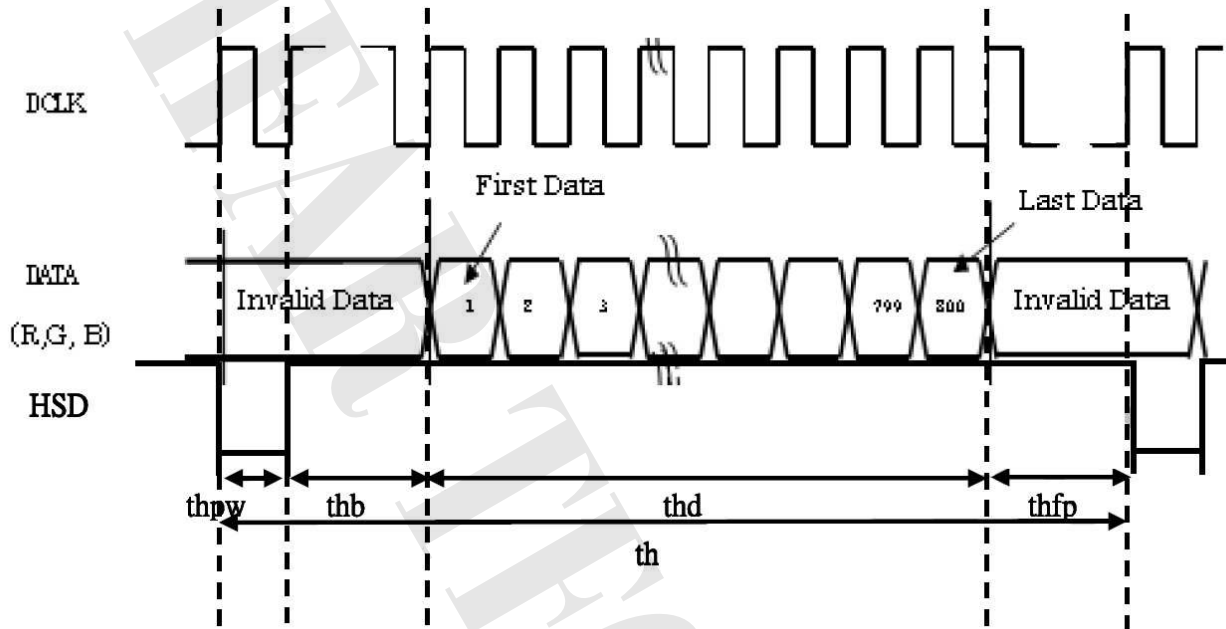 DCLK
First Data
Last Data
DATA
(R,G, B)
Invalid Data
1
2
3
799
800
Invalid Data
HSD
thpw
thb
thd
thfp
th